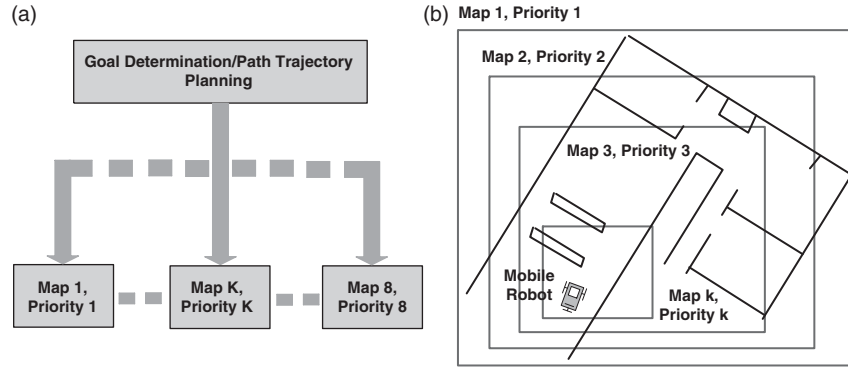 (a)
Goal Determination/Path Trajectory
Planning
Map 1,
Priority 1
Map K,
Priority K
Map 8,
Priority 8
(b)
Map 1, Priority 1
Map 2, Priority 2
Map 3, Priority 3
Mobile
Robot
Map k,
Priority k